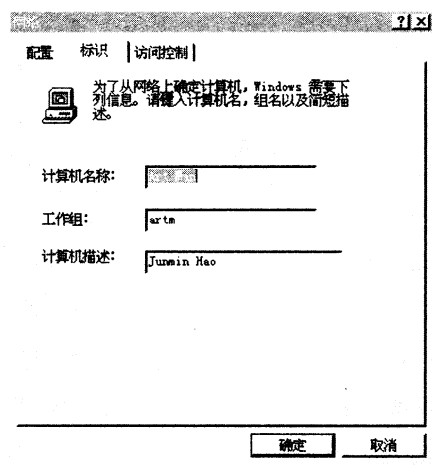 网络
配置 标识 访问控制
为了从网络上确定计算机，Windows 需要下
列信息。请键入计算机名，组名以及简短描
述。
计算机名称：
工作组： artm
计算机描述： Junmin Hao
确定 取消